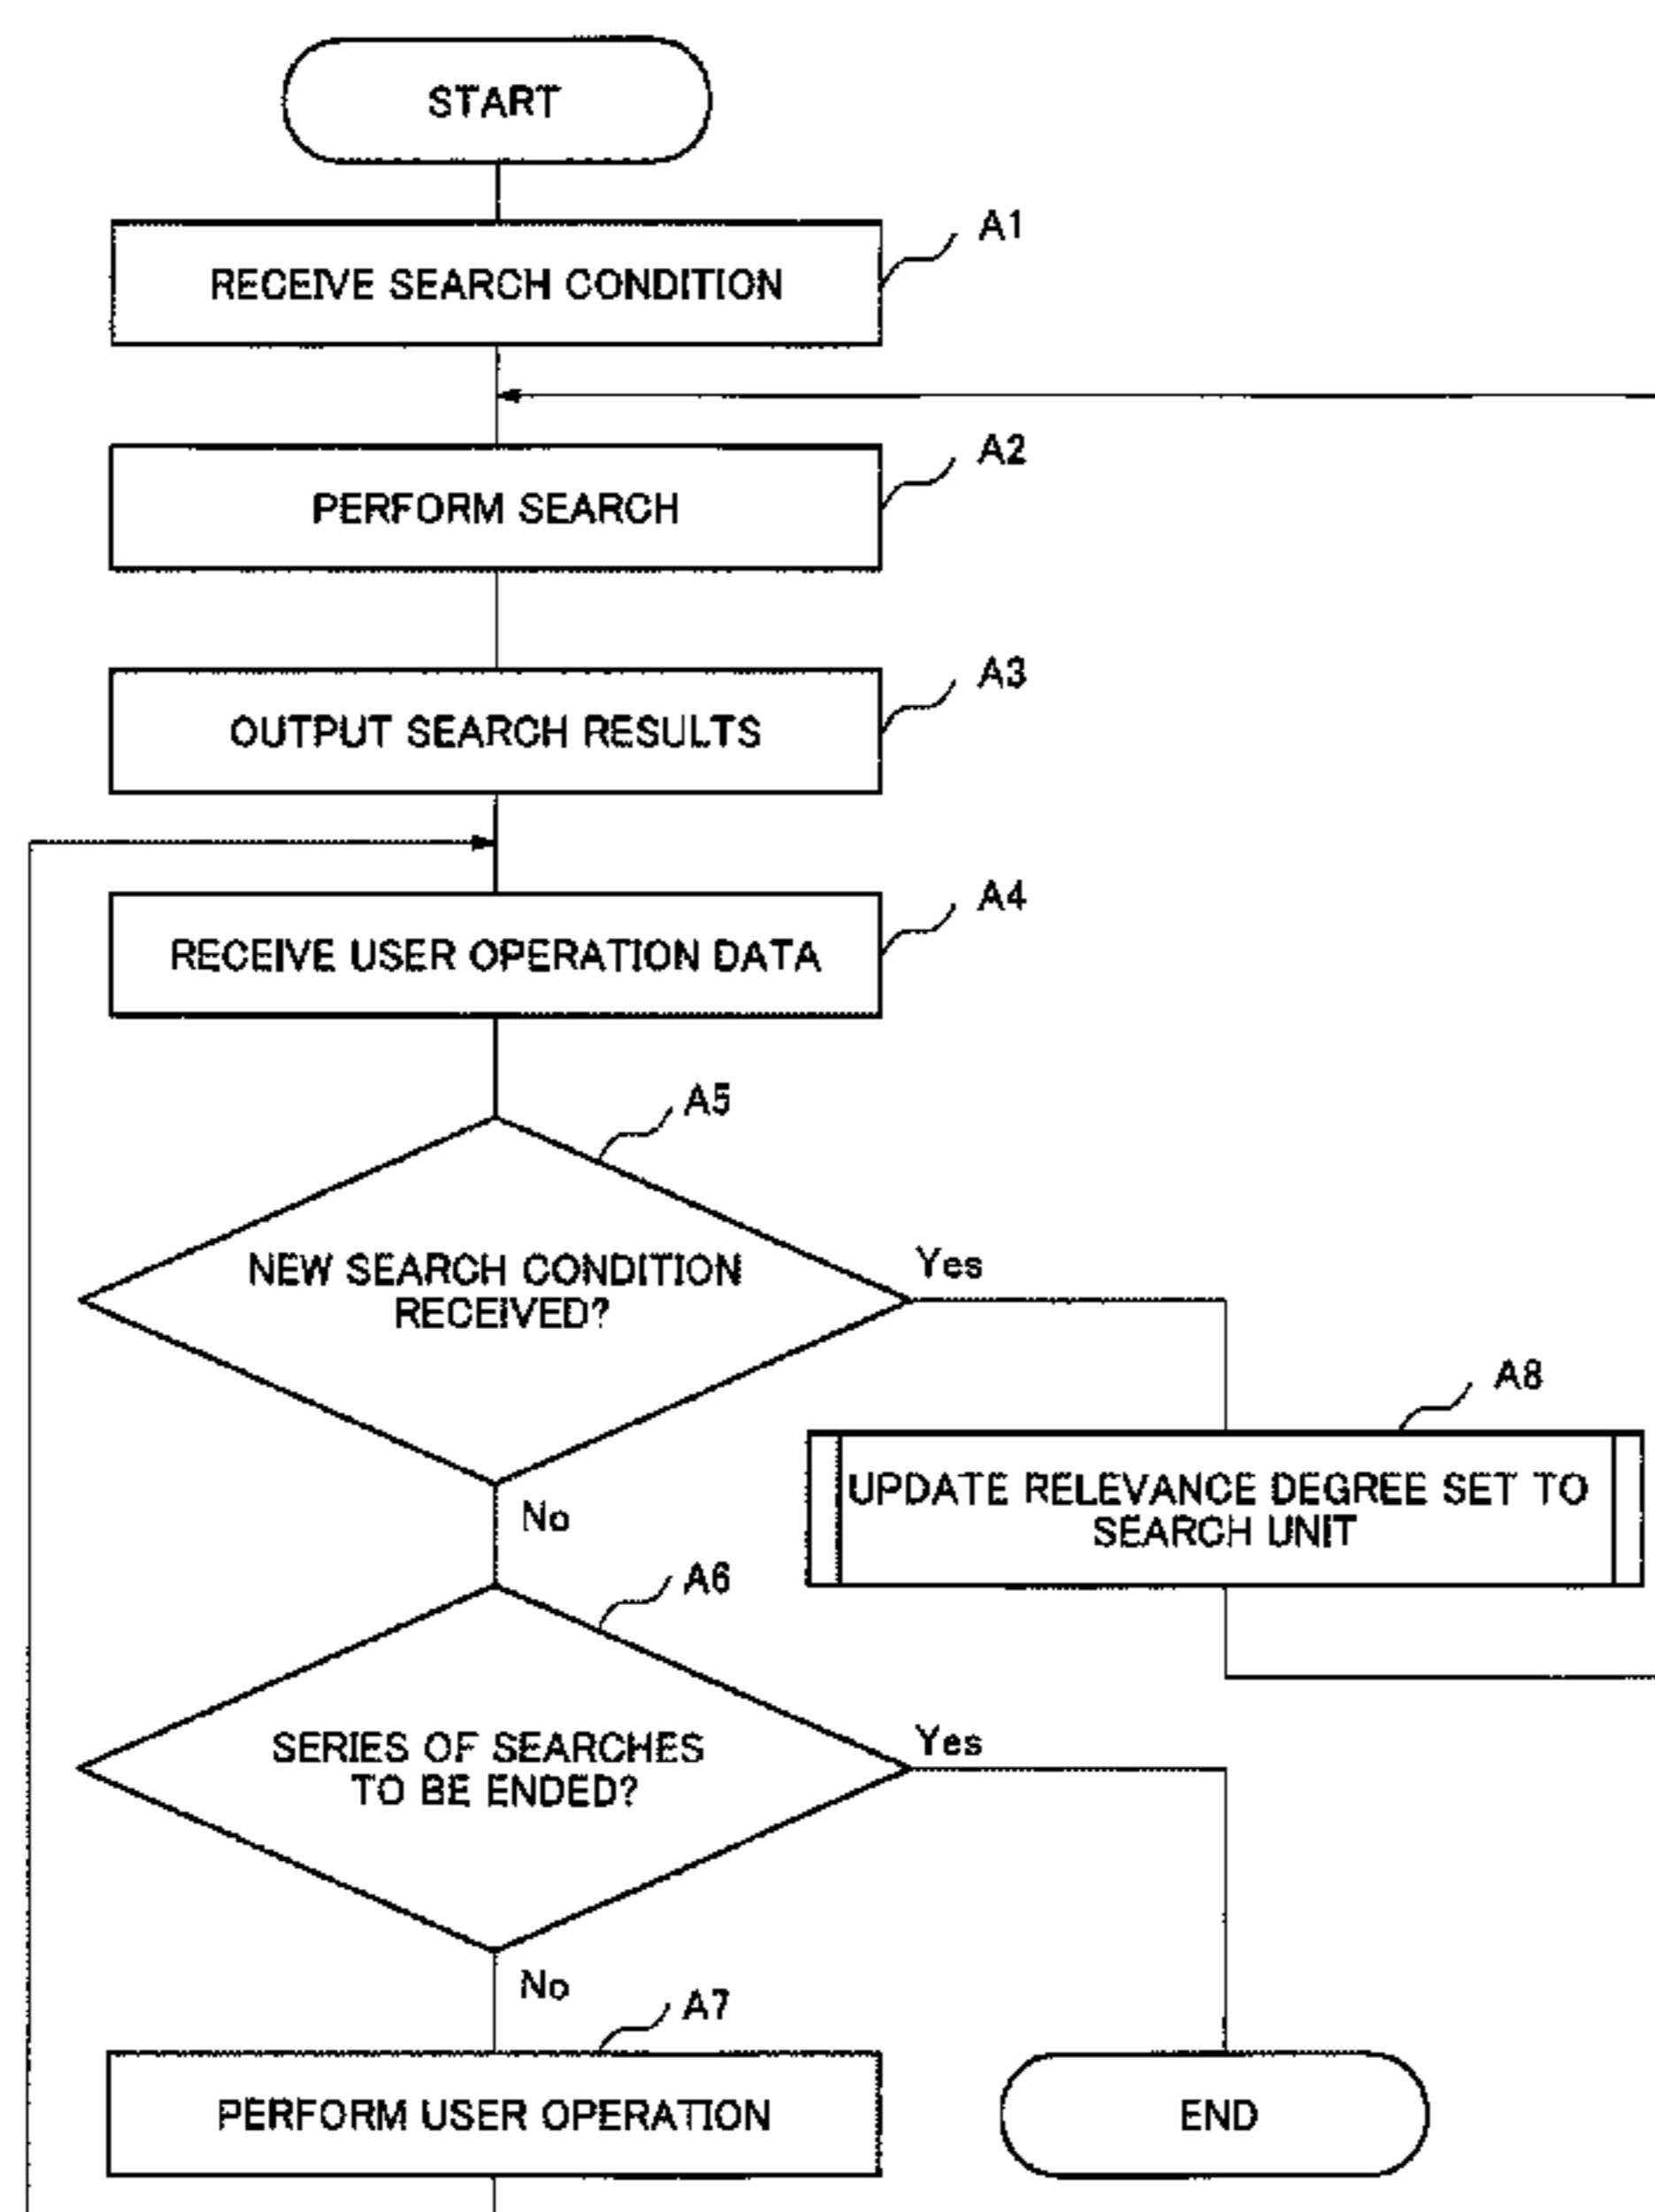 START
A1
RECEIVE SEARCH CONDITION
A2
PERFORM SEARCH
A3
OUTPUT SEARCH RESULTS
A4
RECEIVE USER OPERATION DATA
A5
NEW SEARCH CONDITION
RECEIVED?
Yes
No
A8
UPDATE RELEVANCE DEGREE SET TO
SEARCH UNIT
A6
SERIES OF SEARCHES
TO BE ENDED?
Yes
No
A7
PERFORM USER OPERATION
END